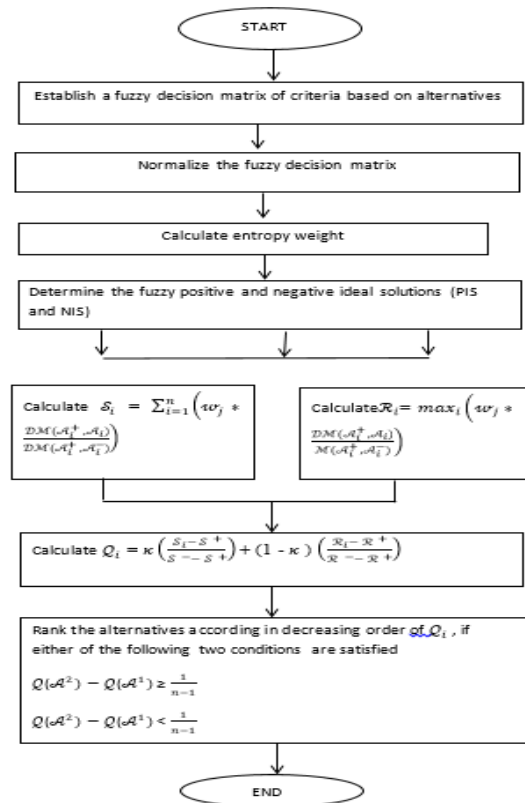 START
Establish a fuzzy decision matrix of criteria based on alternatives
Normalize the fuzzy decision matrix
Calculate entropy weight
Determine the fuzzy positive and negative ideal solutions (PIS
and NIS)
Calculate 𝒮ᵢ = ∑ⁿᵢ₌₁ (𝓌ⱼ *
𝒟ℳ(𝒜ᵢ⁺,𝒜ᵢ) / 𝒟ℳ(𝒜ᵢ⁺,𝒜ᵢ⁻))
Calculateℛᵢ= maxᵢ (𝓌ⱼ *
𝒟ℳ(𝒜ᵢ⁺,𝒜ᵢ) / ℳ(𝒜ᵢ⁺,𝒜ᵢ⁻))
Calculate 𝒬ᵢ = κ (𝒮ᵢ−𝒮⁺ / 𝒮⁻−𝒮⁺) + (1 - κ ) (ℛᵢ−ℛ⁺ / ℛ⁻−ℛ⁺)
Rank the alternatives according in decreasing order of 𝒬ᵢ , if
either of the following two conditions are satisfied
𝒬(𝒜²) − 𝒬(𝒜¹) ≥ 1/(n−1)
𝒬(𝒜²) − 𝒬(𝒜¹) < 1/(n−1)
END